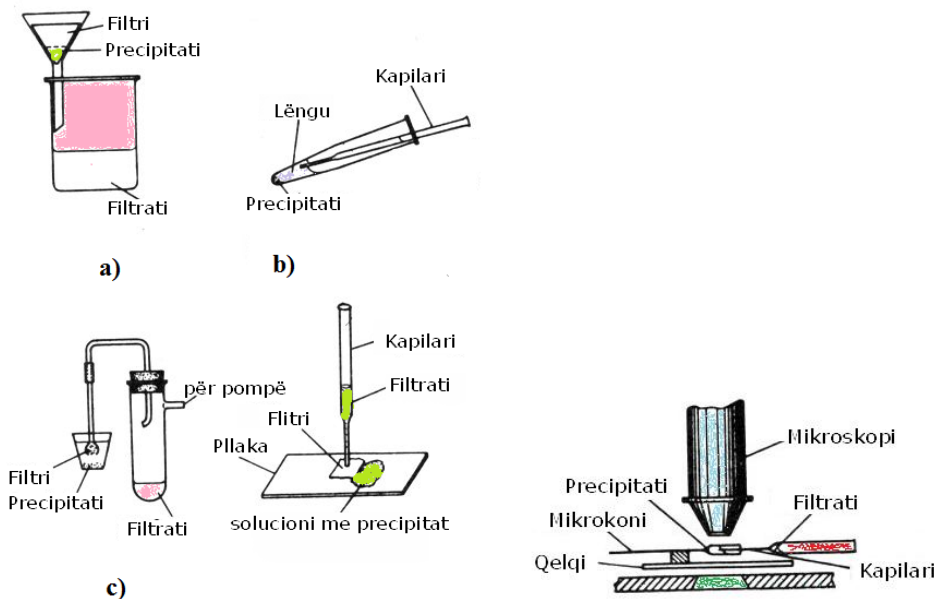 Filtri
Precipitati
Filtrati
a)
Kapilari
Lëngu
Precipitati
b)
për pompë
Filtri
Precipitati
Filtrati
c)
Kapilari
Filtrati
Flitri
Pllaka
solucioni me precipitat
Mikroskopi
Precipitati
Filtrati
Mikrokoni
Qelqi
Kapilari